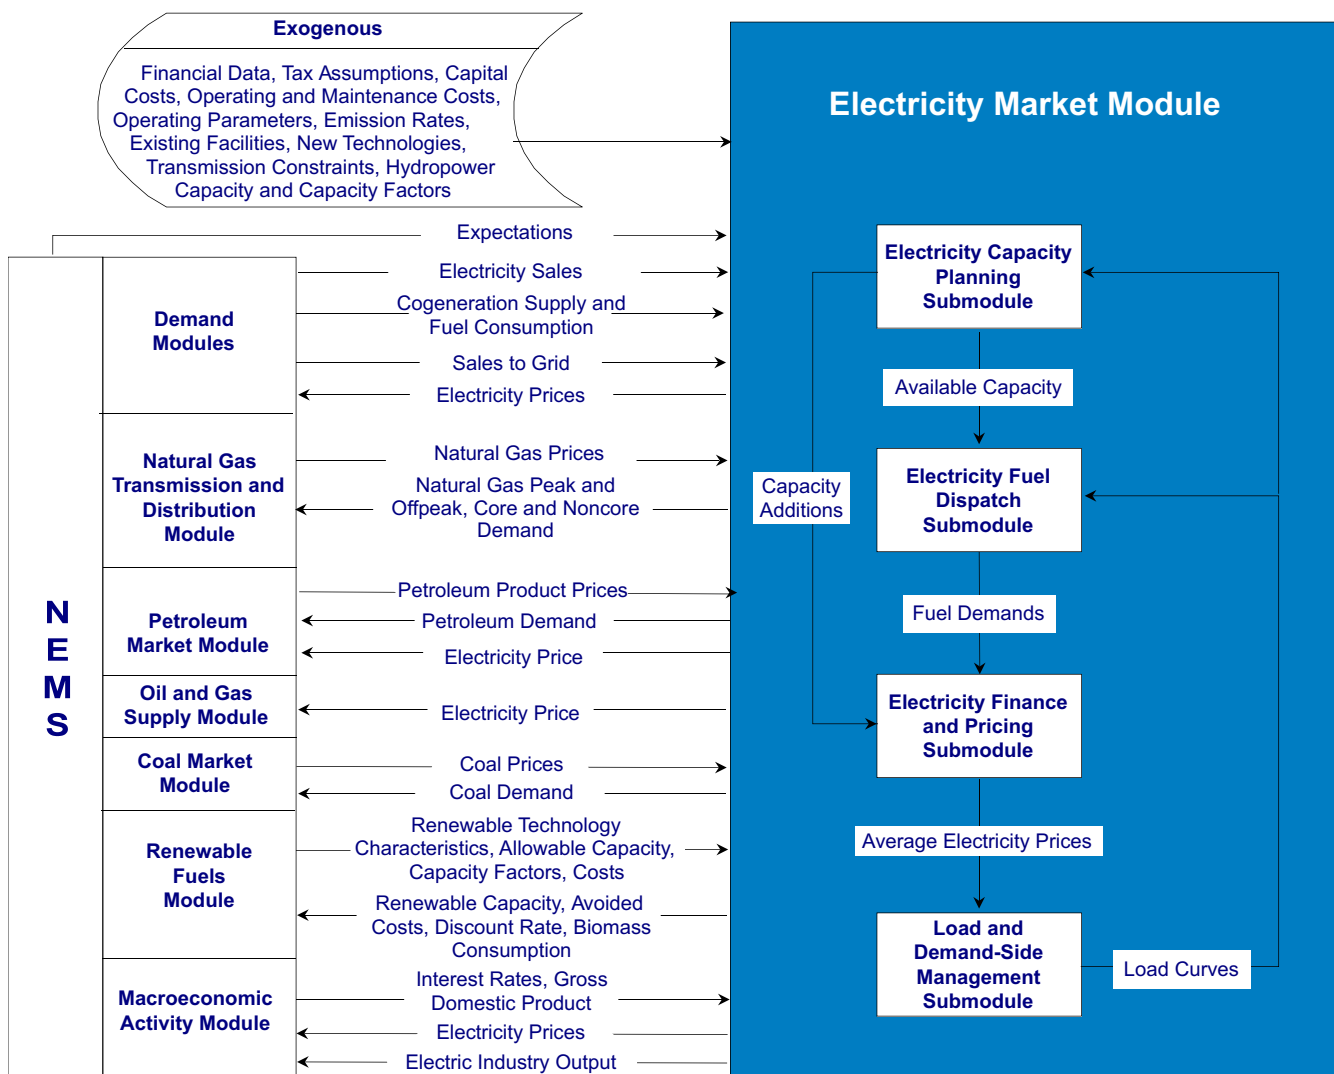 Exogenous
Financial Data, Tax Assumptions, Capital
Costs, Operating and Maintenance Costs,
Operating Parameters, Emission Rates,
Existing Facilities, New Technologies,
Transmission Constraints, Hydropower
Capacity and Capacity Factors
NEMS
Demand
Modules
Natural Gas
Transmission and
Distribution
Module
Petroleum
Market Module
Oil and Gas
Supply Module
Coal Market
Module
Renewable
Fuels
Module
Macroeconomic
Activity Module
Expectations
Electricity Sales
Cogeneration Supply and
Fuel Consumption
Sales to Grid
Electricity Prices
Natural Gas Prices
Natural Gas Peak and
Offpeak, Core and Noncore
Demand
Petroleum Product Prices
Petroleum Demand
Electricity Price
Electricity Price
Coal Prices
Coal Demand
Renewable Technology
Characteristics, Allowable Capacity,
Capacity Factors, Costs
Renewable Capacity, Avoided
Costs, Discount Rate, Biomass
Consumption
Interest Rates, Gross
Domestic Product
Electricity Prices
Electric Industry Output
Electricity Market Module
Electricity Capacity
Planning
Submodule
Available Capacity
Capacity
Additions
Electricity Fuel
Dispatch
Submodule
Fuel Demands
Electricity Finance
and Pricing
Submodule
Average Electricity Prices
Load and
Demand-Side
Management
Submodule
Load Curves